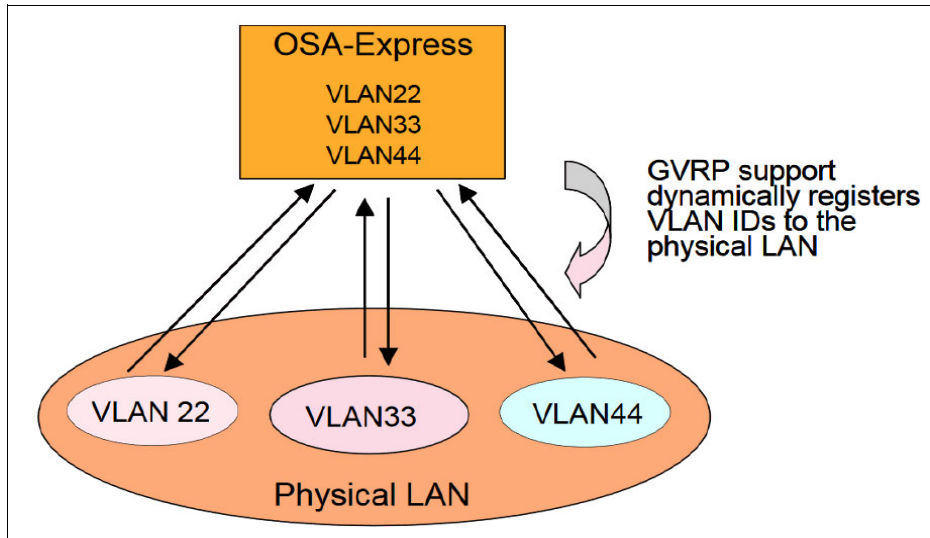 OSA-Express
VLAN22
VLAN33
VLAN44
GVRP support
dynamically registers
VLAN IDs to the
physical LAN
VLAN 22
VLAN33
VLAN44
Physical LAN